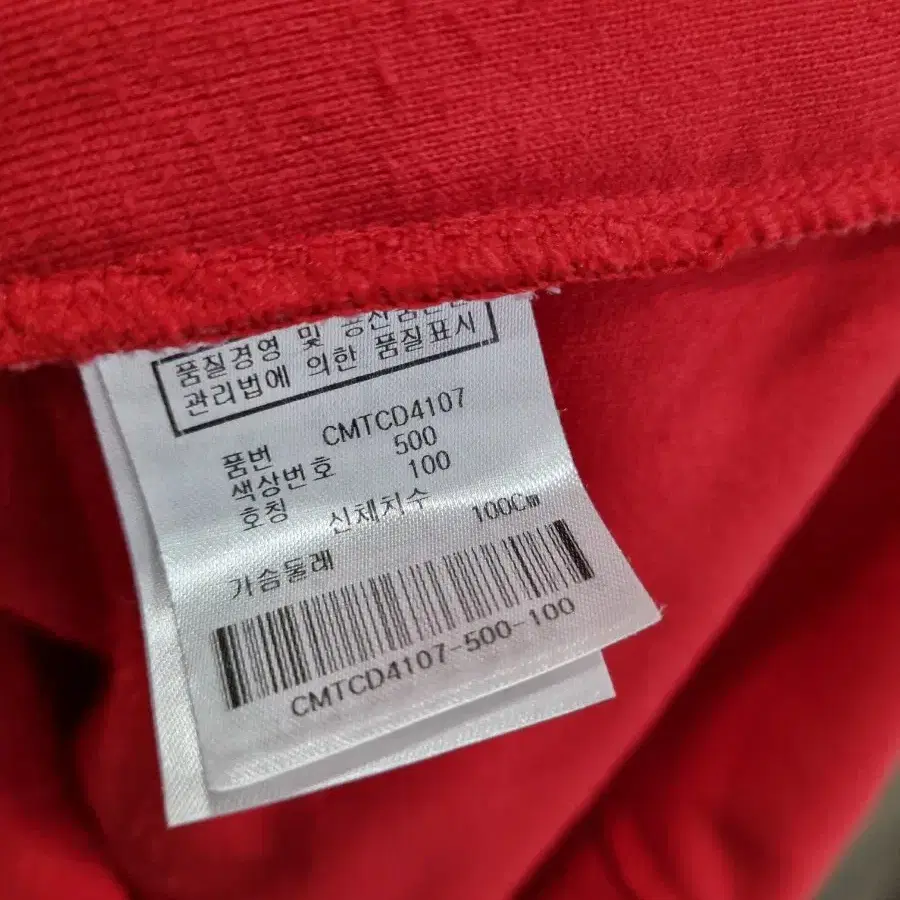 품질경영 및 공산품안전
관리법에 의한 품질표시
품번 CMTCD4107
색상번호 500
호칭 100
신체치수
가슴둘레 100Cm
CMTCD4107-500-100